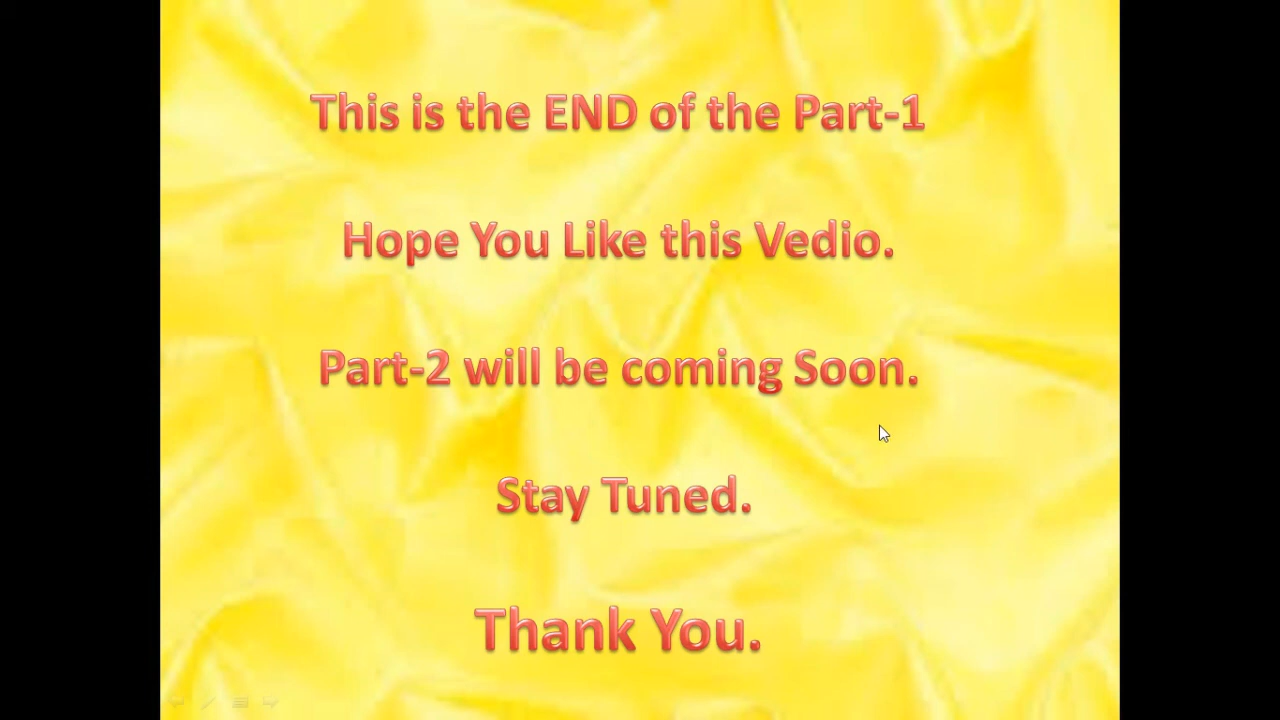 This is the END of the Part-1
Hope You Like this Vedio.
Part-2 will be coming Soon.
Stay Tuned.
Thank You.